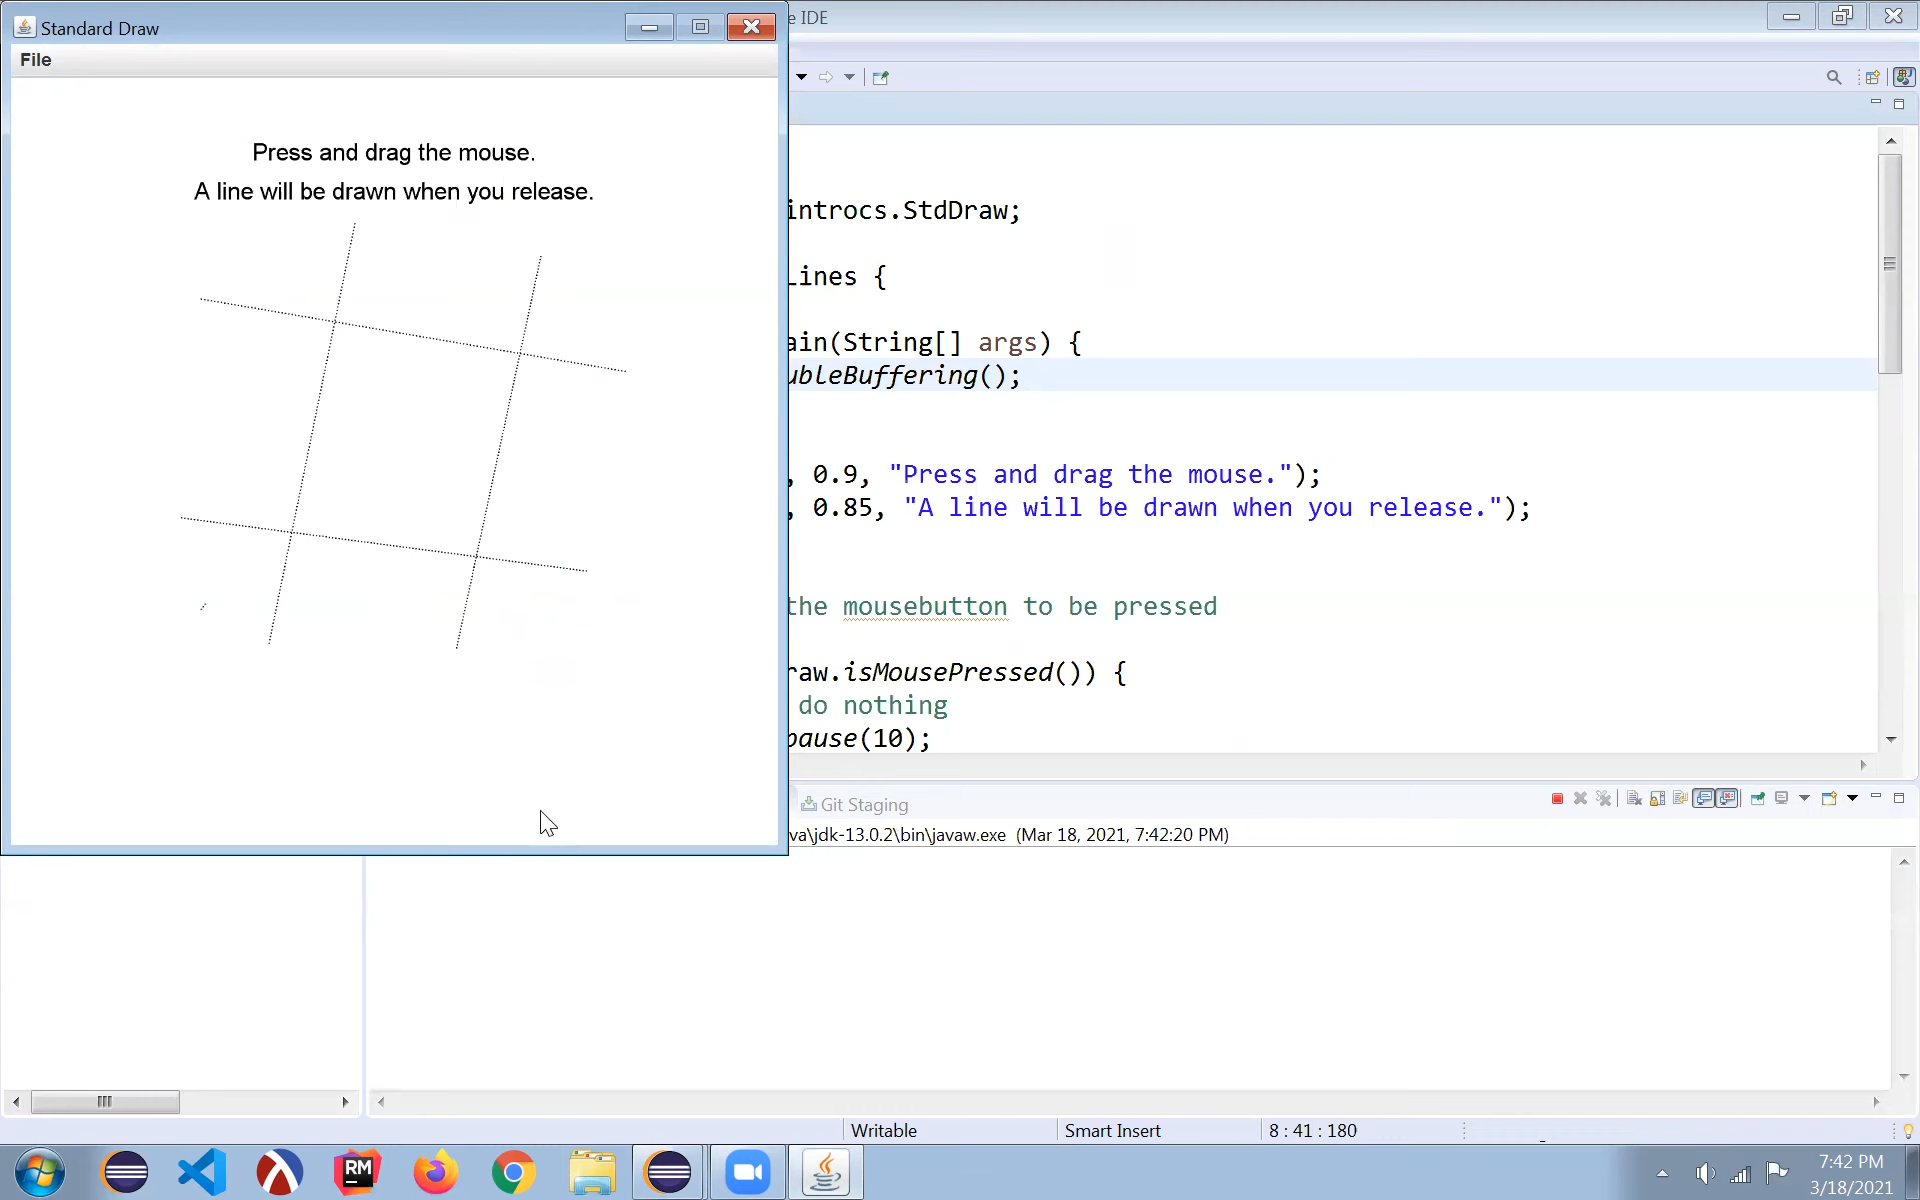 Standard Draw
e IDE
File
Press and drag the mouse.
A line will be drawn when you release.
introcs.StdDraw;
Lines {
ain(String[] args) {
ubleBuffering();
, 0.9, "Press and drag the mouse.");
, 0.85, "A line will be drawn when you release.");
the mousebutton to be pressed
raw.isMousePressed()) {
do nothing
pause(10);
Git Staging
va\jdk-13.0.2\bin\javaw.exe (Mar 18, 2021, 7:42:20 PM)
Writable
Smart Insert
8 : 41 : 180
RM
7:42 PM
3/18/2021